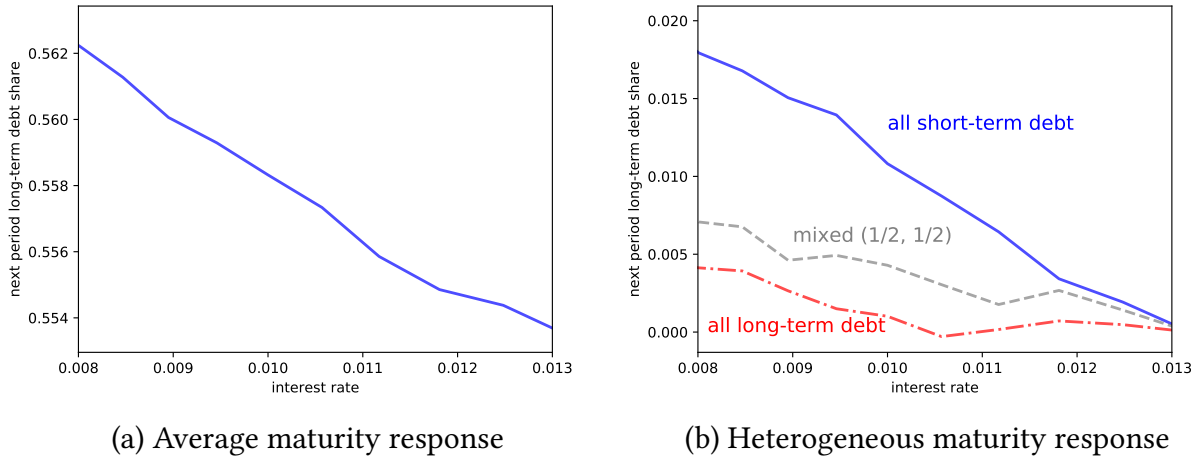 next period long-term debt share
0.562
0.560
0.558
0.556
0.554
0.008
0.009
0.010
0.011
0.012
0.013
interest rate
(a) Average maturity response
next period long-term debt share
0.020
0.015
0.010
0.005
0.000
all short-term debt
mixed (1/2, 1/2)
all long-term debt
0.008
0.009
0.010
0.011
0.012
0.013
interest rate
(b) Heterogeneous maturity response